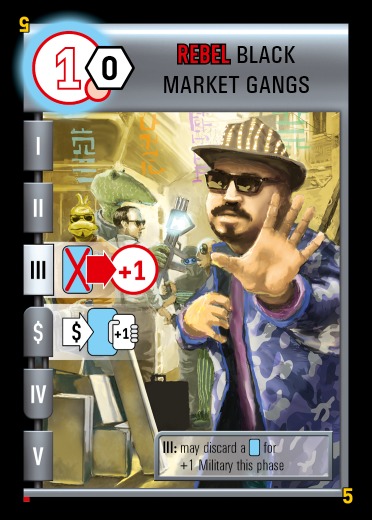 5
1 0
REBEL BLACK
MARKET GANGS
I
II
III +1
$ $ +1
IV
V
III: may discard a for
+1 Military this phase
5